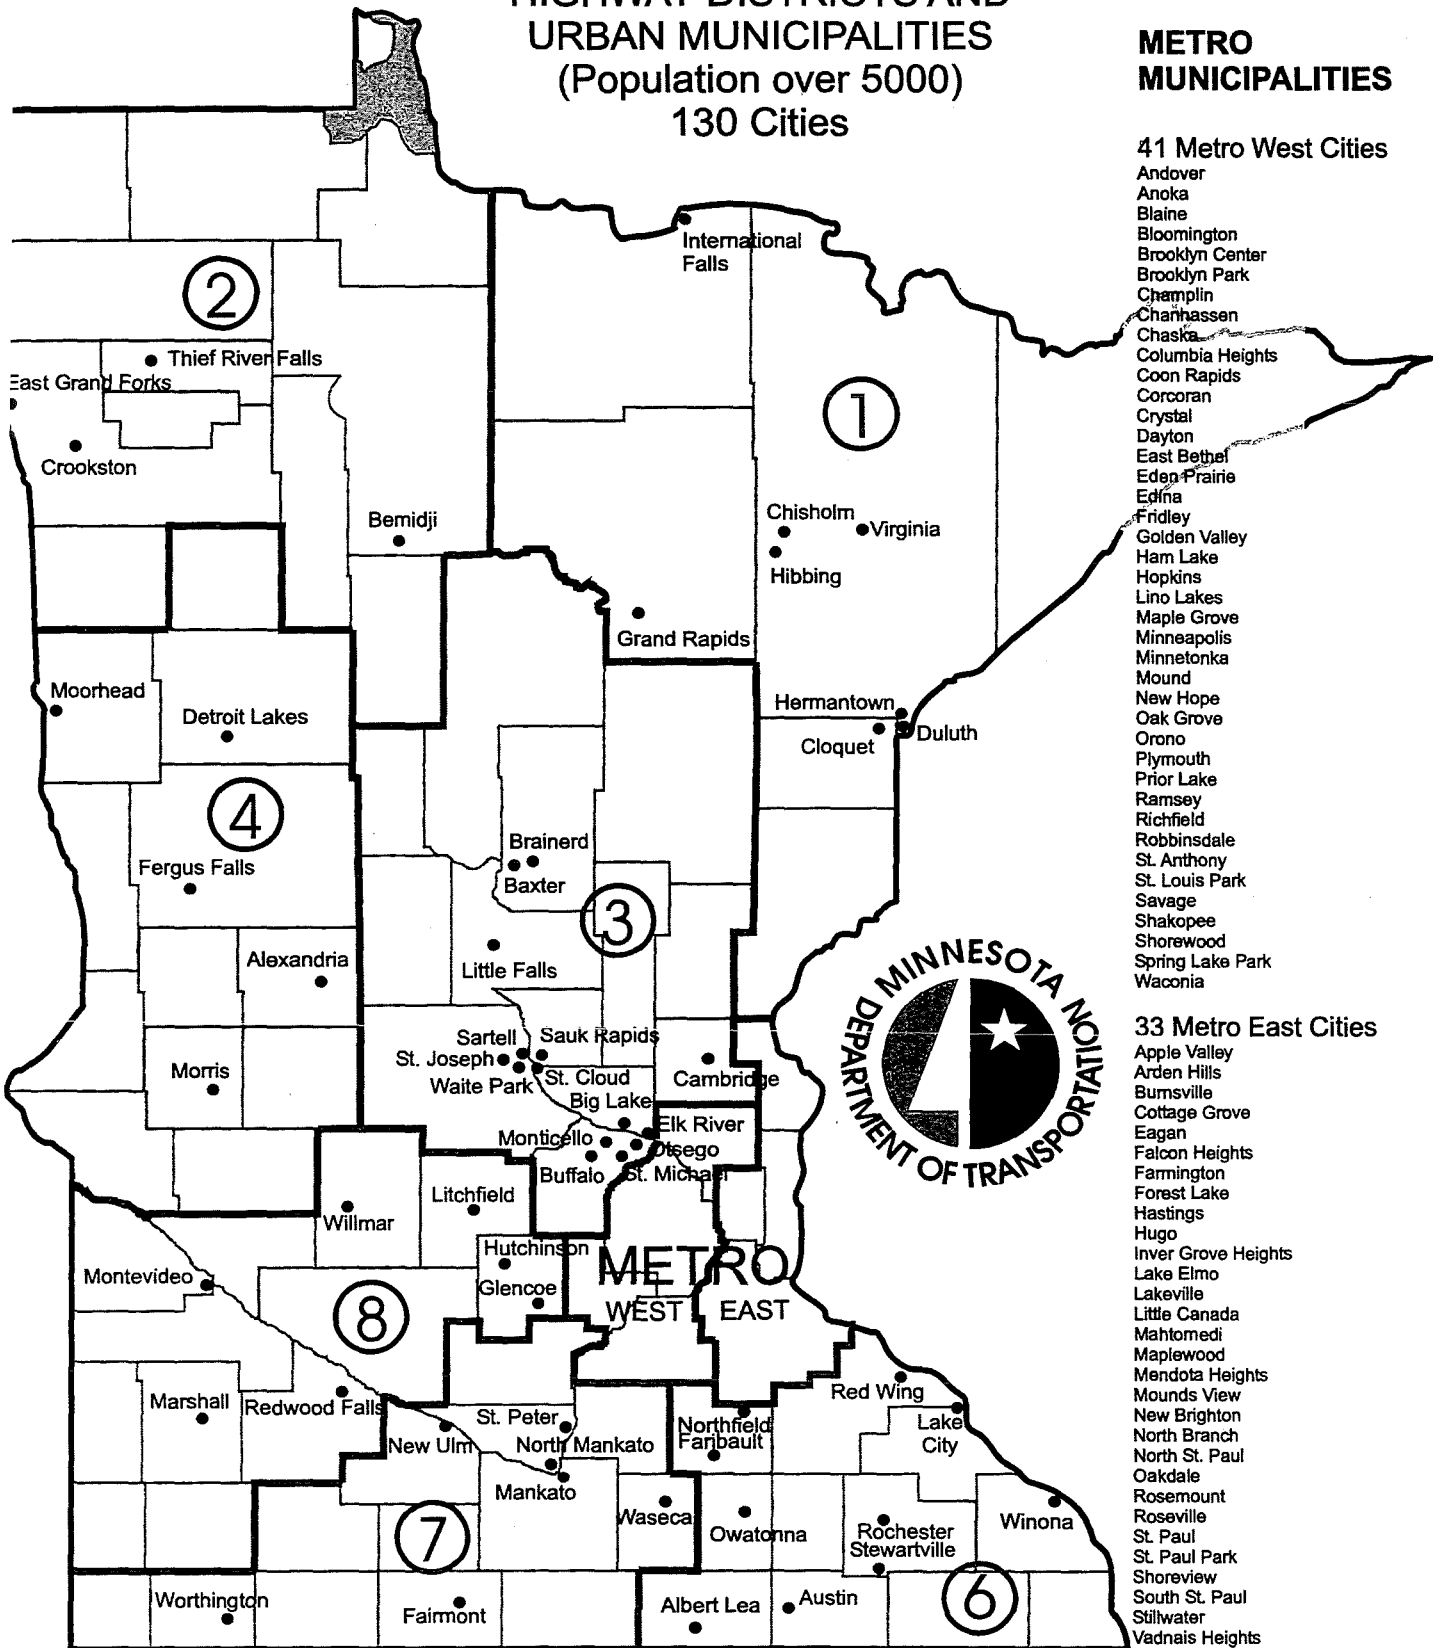 HIGHWAY DISTRICTS AND
URBAN MUNICIPALITIES
(Population over 5000)
130 Cities
METRO
MUNICIPALITIES
41 Metro West Cities
Andover
Anoka
Blaine
Bloomington
Brooklyn Center
Brooklyn Park
Champlin
Chanhassen
Chaska
Columbia Heights
Coon Rapids
Corcoran
Crystal
Dayton
East Bethel
Eden Prairie
Edina
Fridley
Golden Valley
Ham Lake
Hopkins
Lino Lakes
Maple Grove
Minneapolis
Minnetonka
Mound
New Hope
Oak Grove
Orono
Plymouth
Prior Lake
Ramsey
Richfield
Robbinsdale
St. Anthony
St. Louis Park
Savage
Shakopee
Shorewood
Spring Lake Park
Waconia
33 Metro East Cities
Apple Valley
Arden Hills
Burnsville
Cottage Grove
Eagan
Falcon Heights
Farmington
Forest Lake
Hastings
Hugo
Inver Grove Heights
Lake Elmo
Lakeville
Little Canada
Mahtomedi
Maplewood
Mendota Heights
Mounds View
New Brighton
North Branch
North St. Paul
Oakdale
Rosemount
Roseville
St. Paul
St. Paul Park
Shoreview
South St. Paul
Stillwater
Vadnais Heights
International
Falls
2
Thief River Falls
East Grand Forks
Crookston
Bemidji
1
Chisholm
Virginia
Hibbing
Grand Rapids
Hermantown
Duluth
Cloquet
Moorhead
Detroit Lakes
4
Fergus Falls
Alexandria
Morris
Brainerd
Baxter
3
Little Falls
Sartell
Sauk Rapids
St. Joseph
Waite Park
St. Cloud
Big Lake
Cambridge
Monticello
Elk River
Otsego
Buffalo
St. Michael
MINNESOTA
DEPARTMENT OF TRANSPORTATION
Willmar
Litchfield
Hutchinson
Glencoe
METRO
WEST
EAST
Montevideo
8
Marshall
Redwood Falls
New Ulm
St. Peter
North Mankato
Mankato
Northfield
Faribault
Red Wing
Lake
City
7
Waseca
Owatonna
Rochester
Stewartville
Winona
Worthington
Fairmont
Albert Lea
Austin
6